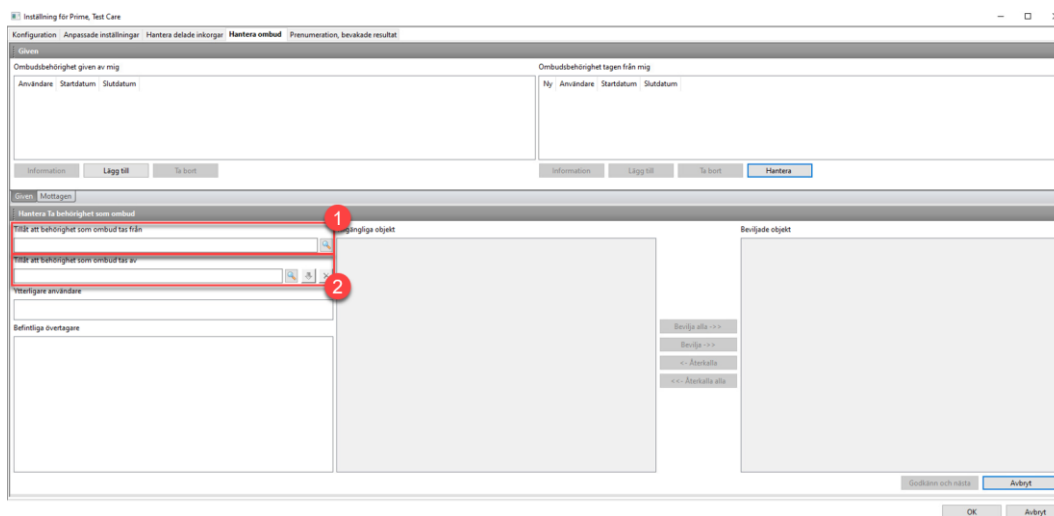 Inställning för Prime, Test Care
Konfiguration Anpassade inställningar Hantera delade inkorgar Hantera ombud Prenumeration, bevakade resultat
Given
Ombudsbehörighet given av mig
Användare Startdatum Slutdatum
Information Lägg till Ta bort
Ombudsbehörighet tagen från mig
Ny Användare Startdatum Slutdatum
Information Lägg till Ta bort Hantera
Given Mottagen
Hantera Ta behörighet som ombud
1
Tillåt att behörighet som ombud tas från
Tillåt att behörighet som ombud tas av
2
Ytterligare användare
Befintliga övertagare
gängliga objekt
Bevilja alla ->>
Bevilja ->>
<- Återkalla
<<- Återkalla alla
Beviljade objekt
Godkänn och nästa Avbryt
OK Avbryt